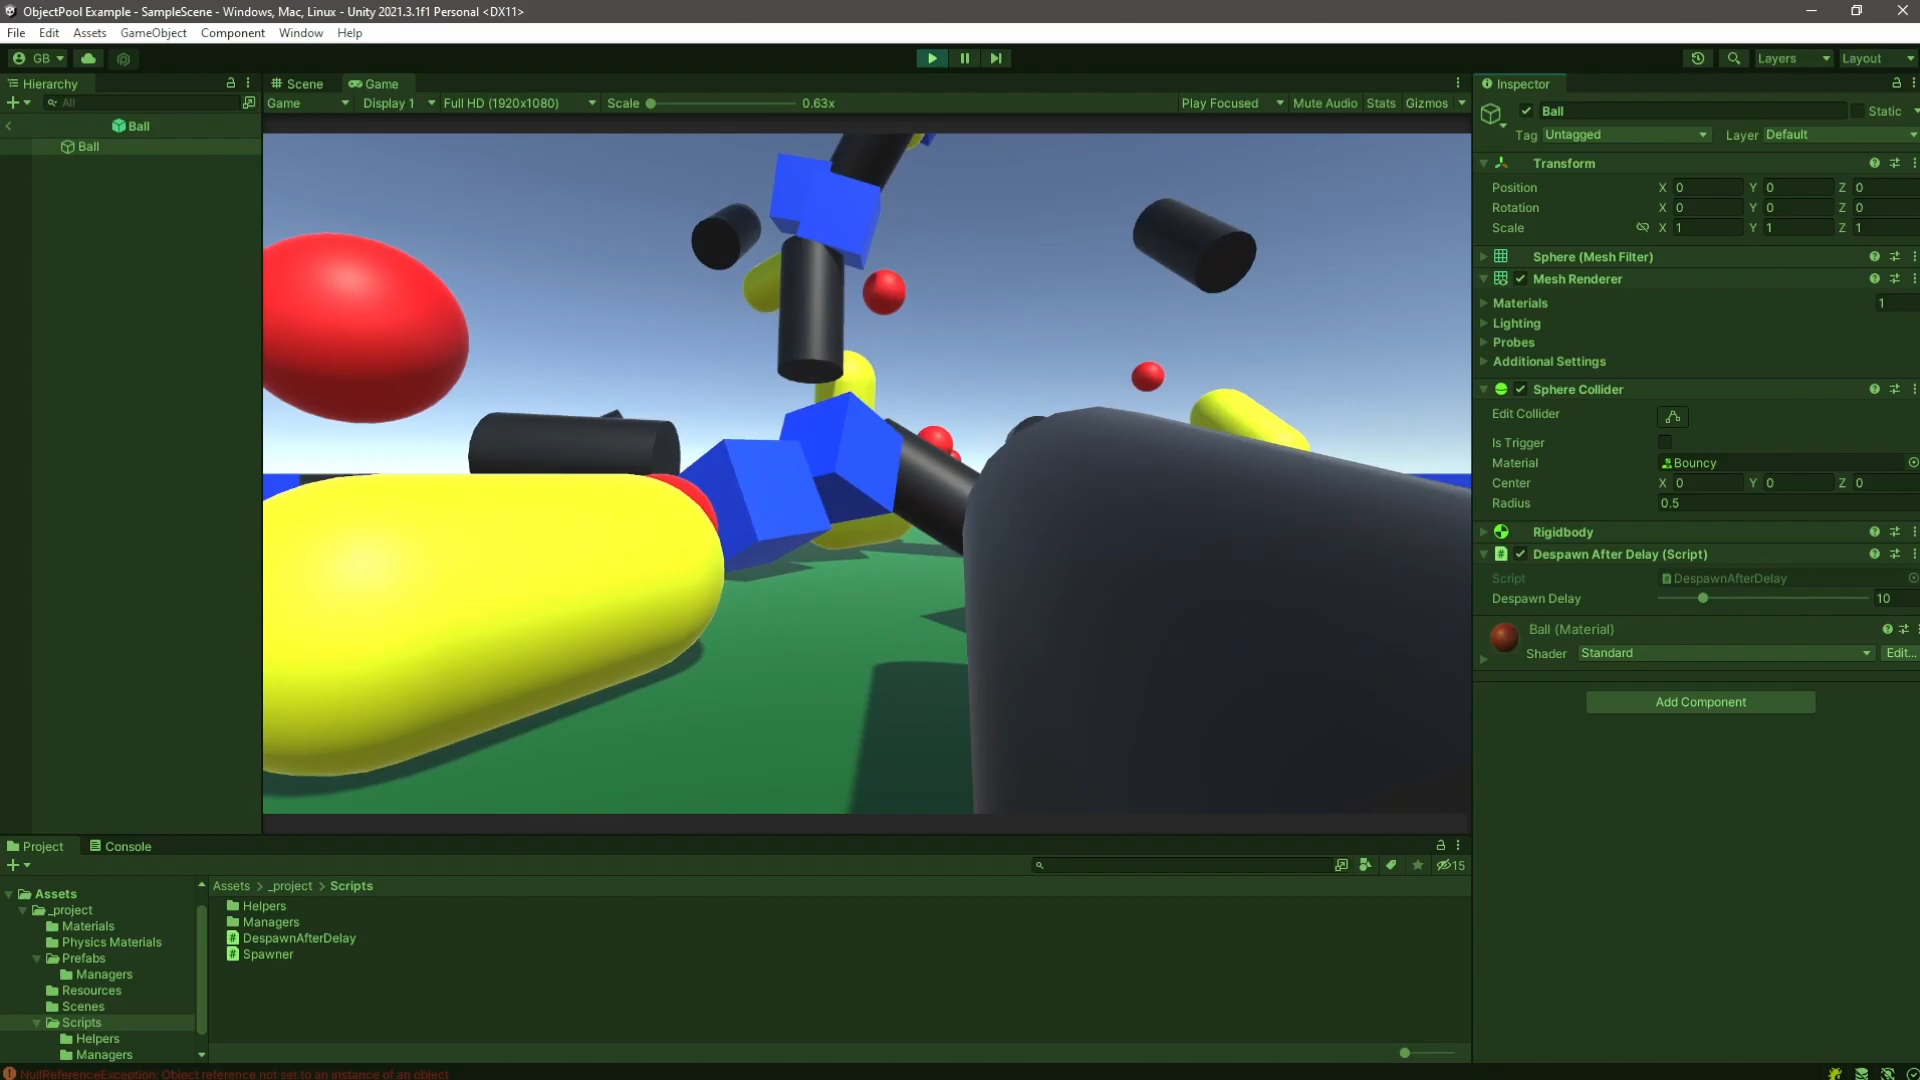 ObjectPool Example - SampleScene - Windows, Mac, Linux - Unity 2021.3.1f1 Personal <DX11>
File Edit Assets GameObject Component Window Help
GB
Layers Layout
Hierarchy
Scene Game
Inspector
All
Game Display 1 Full HD (1920x1080) Scale 0.63x Play Focused Mute Audio Stats Gizmos
Ball
Ball
Ball Static
Tag Untagged Layer Default
Transform
Position X 0 Y 0 Z 0
Rotation X 0 Y 0 Z 0
Scale X 1 Y 1 Z 1
Sphere (Mesh Filter)
Mesh Renderer
Materials 1
Lighting
Probes
Additional Settings
Sphere Collider
Edit Collider
Is Trigger
Material Bouncy
Center X 0 Y 0 Z 0
Radius 0.5
Rigidbody
# Despawn After Delay (Script)
Script DespawnAfterDelay
Despawn Delay 10
Ball (Material)
Shader Standard Edit...
Add Component
Project Console
15
Assets
_project
Materials
Physics Materials
Prefabs
Managers
Resources
Scenes
Scripts
Helpers
Managers
Assets > _project > Scripts
Helpers
Managers
# DespawnAfterDelay
# Spawner
NullReferenceException: Object reference not set to an instance of an object